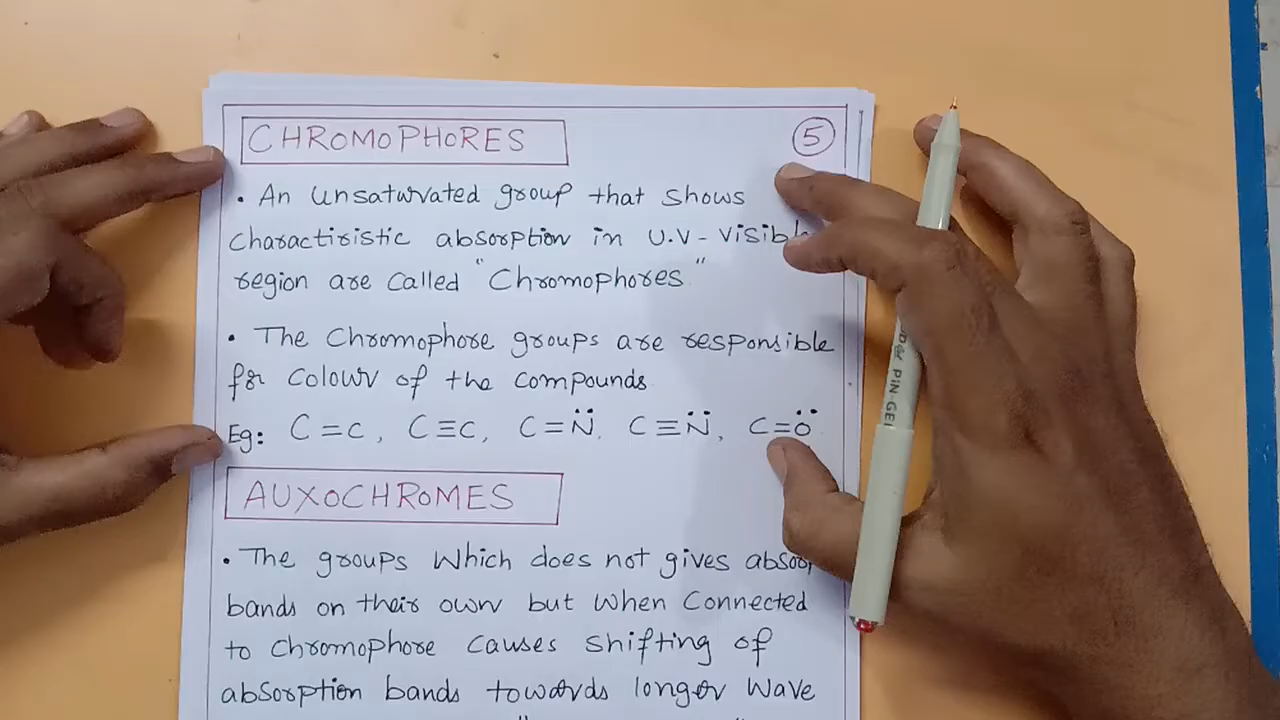 CHROMOPHORES
5
• An unsaturated group that shows
charactiristic absorption in U.V - Visibl
region are called "Chromophores"
• The Chromophore groups are responsible
for colour of the compounds
Eg: C=C, C≡C, C=N̈, C≡N̈, C=Ö
AUXOCHROMES
• The groups which does not gives absor
bands on their own but when connected
to chromophore causes shifting of
absorption bands towards longer wave